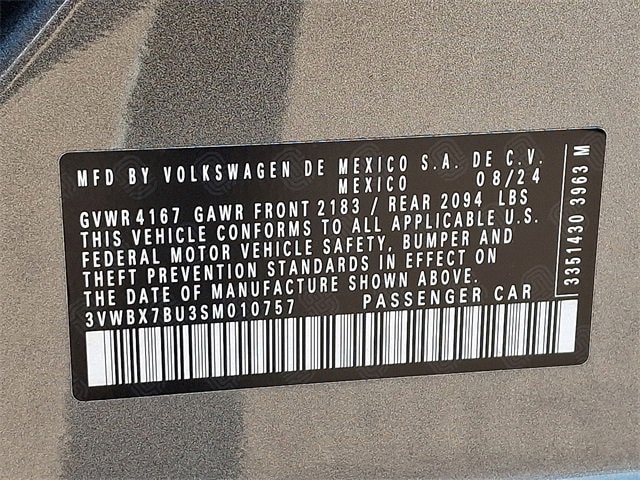 MFD BY VOLKSWAGEN DE MEXICO S.A. DE C.V.
MEXICO 08/24
GVWR 4167 GAWR FRONT 2183 / REAR 2094 LBS
THIS VEHICLE CONFORMS TO ALL APPLICABLE U.S.
FEDERAL MOTOR VEHICLE SAFETY, BUMPER AND
THEFT PREVENTION STANDARDS IN EFFECT ON
THE DATE OF MANUFACTURE SHOWN ABOVE.
3VWBX7BU3SM010757 PASSENGER CAR
3351430 3963 M